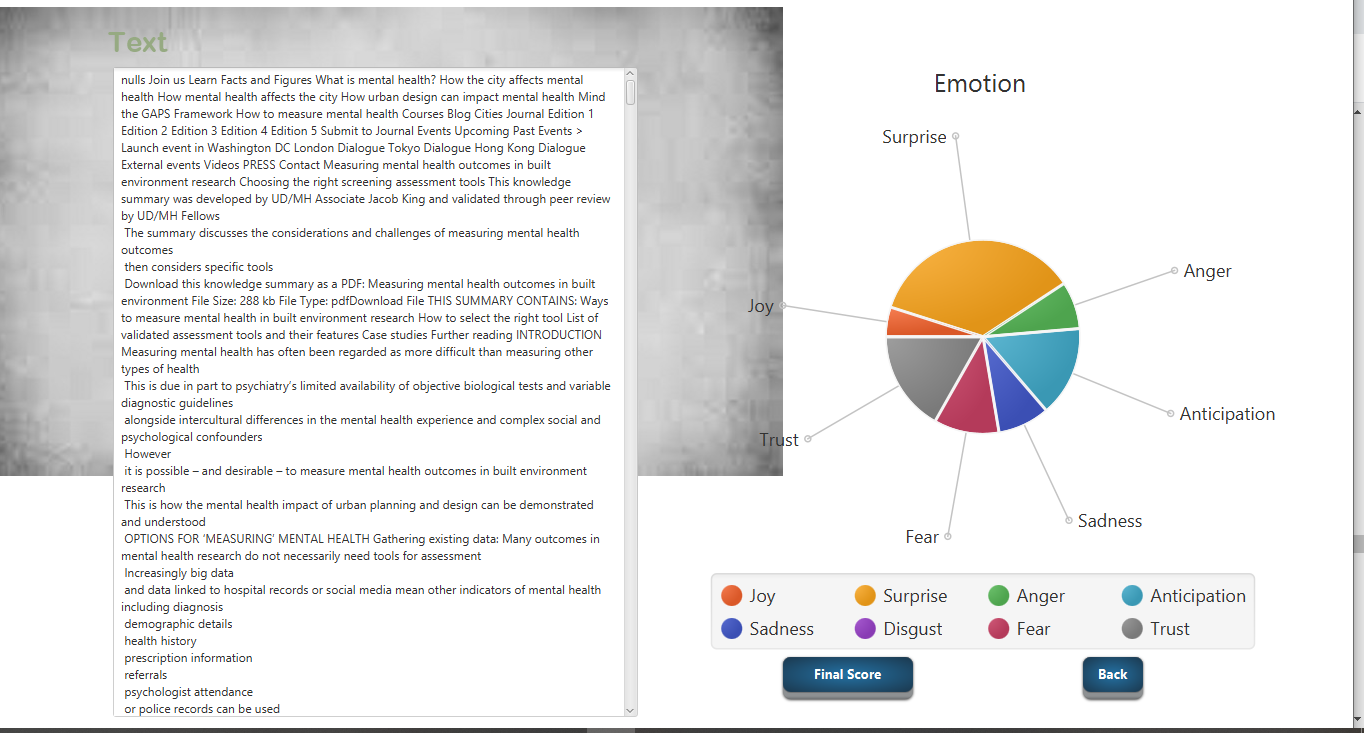 Text
nulls Join us Learn Facts and Figures What is mental health? How the city affects mental
health How mental health affects the city How urban design can impact mental health Mind
the GAPS Framework How to measure mental health Courses Blog Cities Journal Edition 1
Edition 2 Edition 3 Edition 4 Edition 5 Submit to Journal Events Upcoming Past Events >
Launch event in Washington DC London Dialogue Tokyo Dialogue Hong Kong Dialogue
External events Videos PRESS Contact Measuring mental health outcomes in built
environment research Choosing the right screening assessment tools This knowledge
summary was developed by UD/MH Associate Jacob King and validated through peer review
by UD/MH Fellows
The summary discusses the considerations and challenges of measuring mental health
outcomes
then considers specific tools
Download this knowledge summary as a PDF: Measuring mental health outcomes in built
environment File Size: 288 kb File Type: pdfDownload File THIS SUMMARY CONTAINS: Ways
to measure mental health in built environment research How to select the right tool List of
validated assessment tools and their features Case studies Further reading INTRODUCTION
Measuring mental health has often been regarded as more difficult than measuring other
types of health
This is due in part to psychiatry’s limited availability of objective biological tests and variable
diagnostic guidelines
alongside intercultural differences in the mental health experience and complex social and
psychological confounders
However
it is possible – and desirable – to measure mental health outcomes in built environment
research
This is how the mental health impact of urban planning and design can be demonstrated
and understood
OPTIONS FOR ‘MEASURING’ MENTAL HEALTH Gathering existing data: Many outcomes in
mental health research do not necessarily need tools for assessment
Increasingly big data
and data linked to hospital records or social media mean other indicators of mental health
including diagnosis
demographic details
health history
prescription information
referrals
psychologist attendance
or police records can be used
Emotion
Surprise
Anger
Joy
Anticipation
Trust
Sadness
Fear
Joy Surprise Anger Anticipation
Sadness Disgust Fear Trust
Final Score
Back